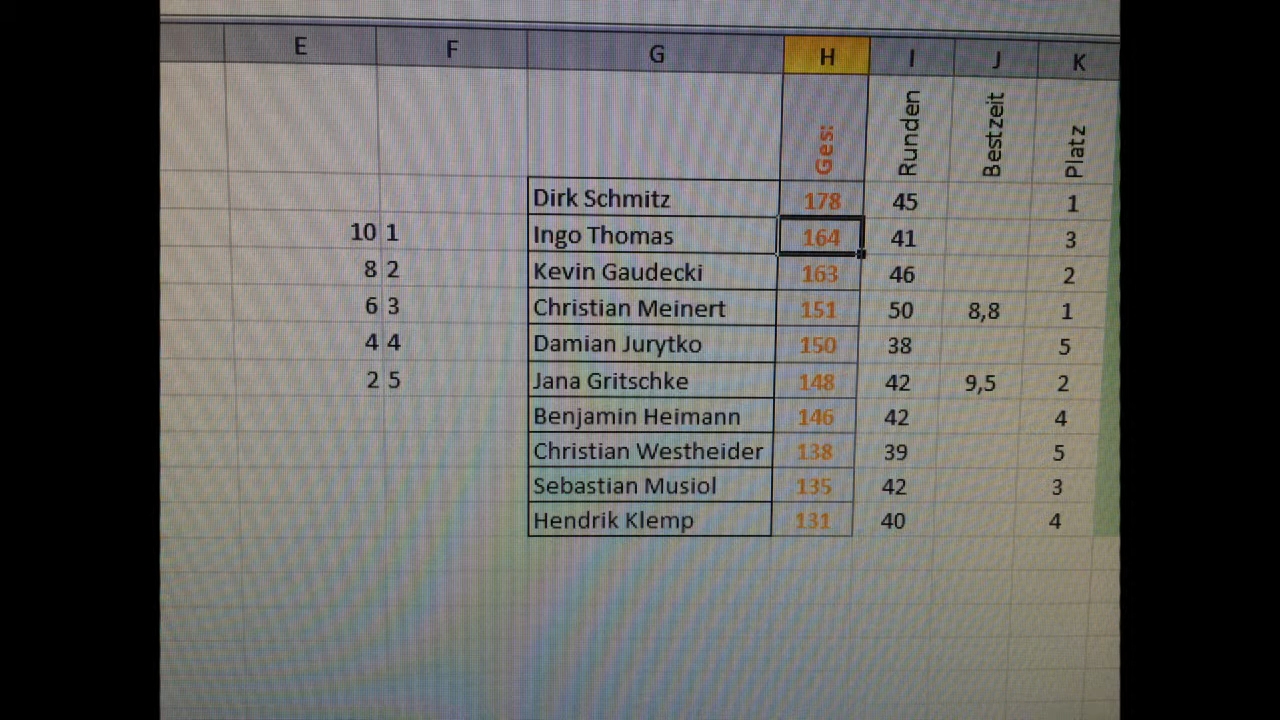 E F G H I J K
Ges: Runden Bestzeit Platz
Dirk Schmitz 178 45 1
10 1 Ingo Thomas 164 41 3
8 2 Kevin Gaudecki 163 46 2
6 3 Christian Meinert 151 50 8,8 1
4 4 Damian Jurytko 150 38 5
2 5 Jana Gritschke 148 42 9,5 2
Benjamin Heimann 146 42 4
Christian Westheider 138 39 5
Sebastian Musiol 135 42 3
Hendrik Klemp 131 40 4